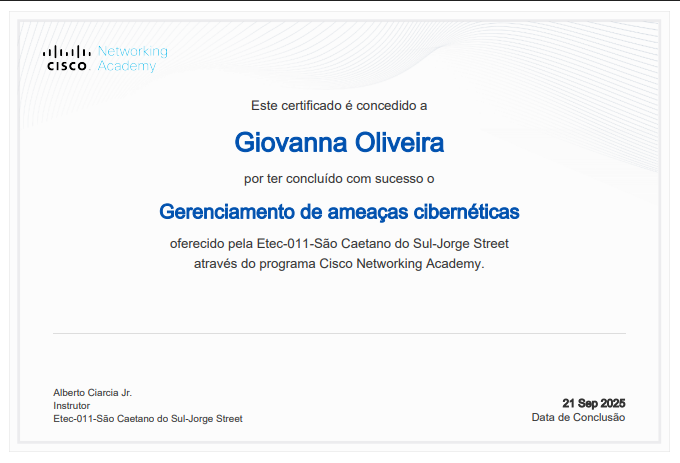 Networking
CISCO. Academy
Este certificado é concedido a
Giovanna Oliveira
por ter concluído com sucesso o
Gerenciamento de ameaças cibernéticas
oferecido pela Etec-011-São Caetano do Sul-Jorge Street
através do programa Cisco Networking Academy.
Alberto Ciarcia Jr.
Instrutor
Etec-011-São Caetano do Sul-Jorge Street
21 Sep 2025
Data de Conclusão